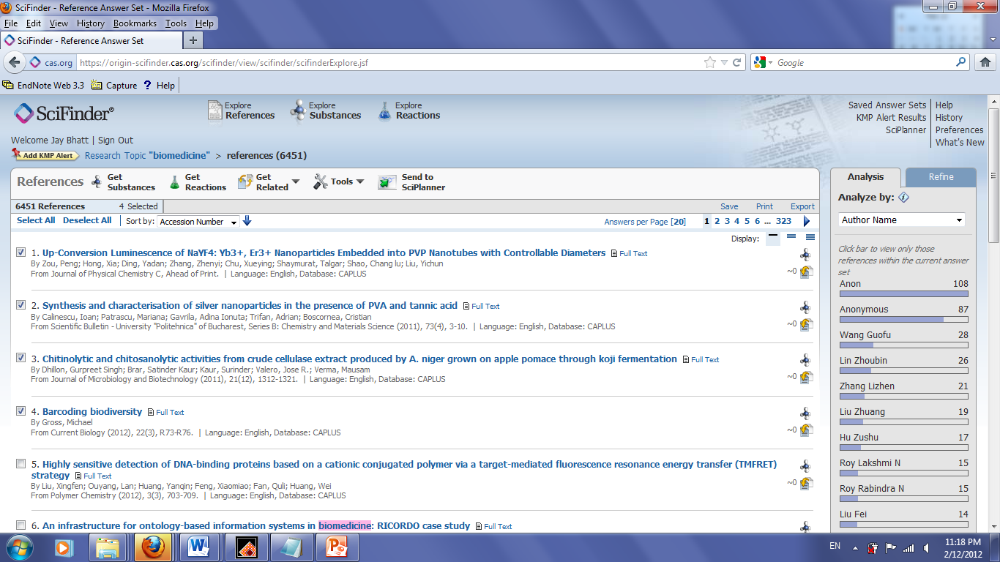 SciFinder - Reference Answer Set - Mozilla Firefox
File Edit View History Bookmarks Tools Help
SciFinder - Reference Answer Set
cas.org https://origin-scifinder.cas.org/scifinder/view/scifinder/scifinderExplore.jsf
Google
EndNote Web 3.3 Capture Help
SciFinder®
Explore References
Explore Substances
Explore Reactions
Saved Answer Sets
KMP Alert Results
SciPlanner
Help
History
Preferences
What's New
Welcome Jay Bhatt | Sign Out
Add KMP Alert Research Topic "biomedicine" > references (6451)
References
Get Substances
Get Reactions
Get Related
Tools
Send to SciPlanner
6451 References 4 Selected
Save Print Export
Select All Deselect All Sort by: Accession Number
Answers per Page [20] 1 2 3 4 5 6 ... 323
Display:
1. Up-Conversion Luminescence of NaYF4: Yb3+, Er3+ Nanoparticles Embedded into PVP Nanotubes with Controllable Diameters Full Text
By Zou, Peng; Hong, Xia; Ding, Yadan; Zhang, Zhenyi; Chu, Xueying; Shaymurat, Talgar; Shao, Chang lu; Liu, Yichun
From Journal of Physical Chemistry C, Ahead of Print. | Language: English, Database: CAPLUS
~0
2. Synthesis and characterisation of silver nanoparticles in the presence of PVA and tannic acid Full Text
By Calinescu, Ioan; Patrascu, Mariana; Gavrila, Adina Ionuta; Trifan, Adrian; Boscornea, Cristian
From Scientific Bulletin - University "Politehnica" of Bucharest, Series B: Chemistry and Materials Science (2011), 73(4), 3-10. | Language: English, Database: CAPLUS
~0
3. Chitinolytic and chitosanolytic activities from crude cellulase extract produced by A. niger grown on apple pomace through koji fermentation Full Text
By Dhillon, Gurpreet Singh; Brar, Satinder Kaur; Kaur, Surinder; Valero, Jose R.; Verma, Mausam
From Journal of Microbiology and Biotechnology (2011), 21(12), 1312-1321. | Language: English, Database: CAPLUS
~0
4. Barcoding biodiversity Full Text
By Gross, Michael
From Current Biology (2012), 22(3), R73-R76. | Language: English, Database: CAPLUS
~0
5. Highly sensitive detection of DNA-binding proteins based on a cationic conjugated polymer via a target-mediated fluorescence resonance energy transfer (TMFRET)
strategy Full Text
By Liu, Xingfen; Ouyang, Lan; Huang, Yanqin; Feng, Xiaomiao; Fan, Quli; Huang, Wei
From Polymer Chemistry (2012), 3(3), 703-709. | Language: English, Database: CAPLUS
~0
6. An infrastructure for ontology-based information systems in biomedicine: RICORDO case study Full Text
Analysis Refine
Analyze by:
Author Name
Click bar to view only those
references within the current answer
set
Anon 108
Anonymous 87
Wang Guofu 28
Lin Zhoubin 26
Zhang Lizhen 21
Liu Zhuang 19
Hu Zushu 17
Roy Lakshmi N 15
Roy Rabindra N 15
Liu Fei 14
EN
11:18 PM
2/12/2012